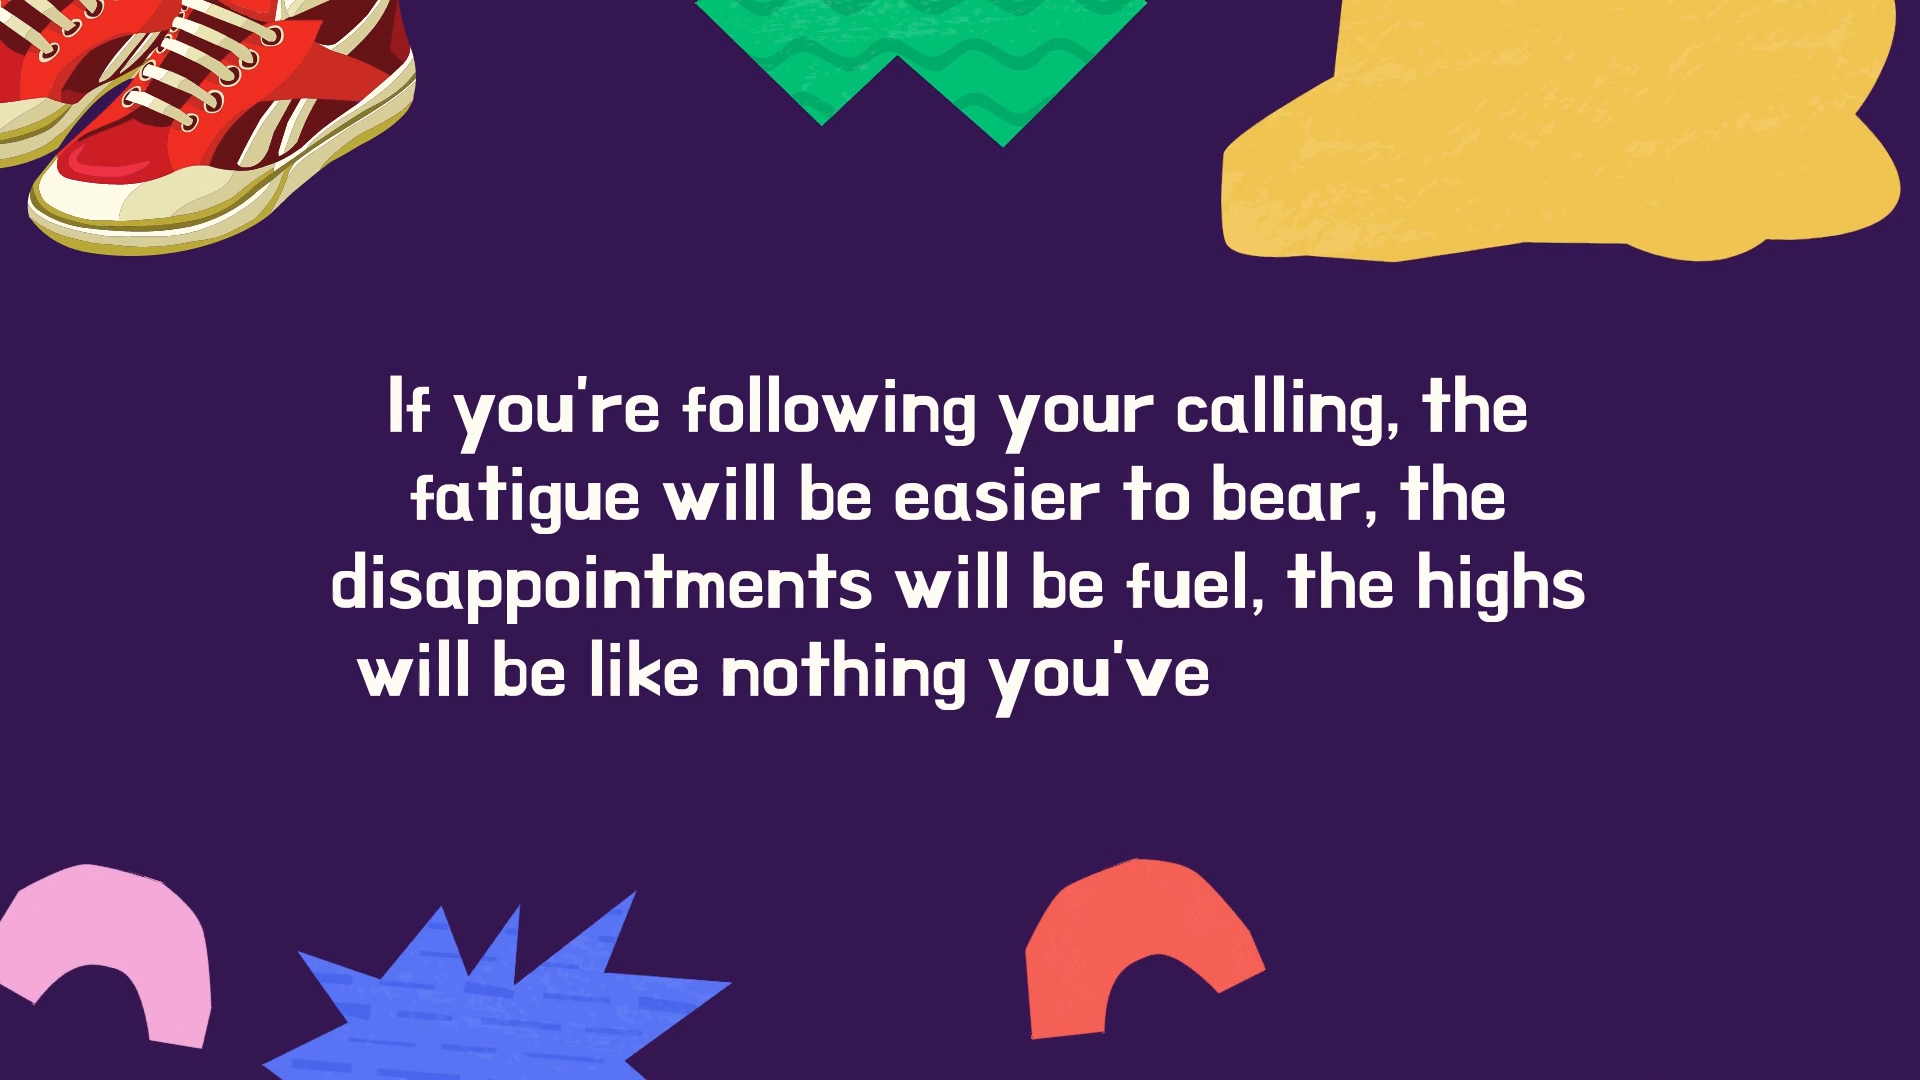 If you're following your calling, the
fatigue will be easier to bear, the
disappointments will be fuel, the highs
will be like nothing you've